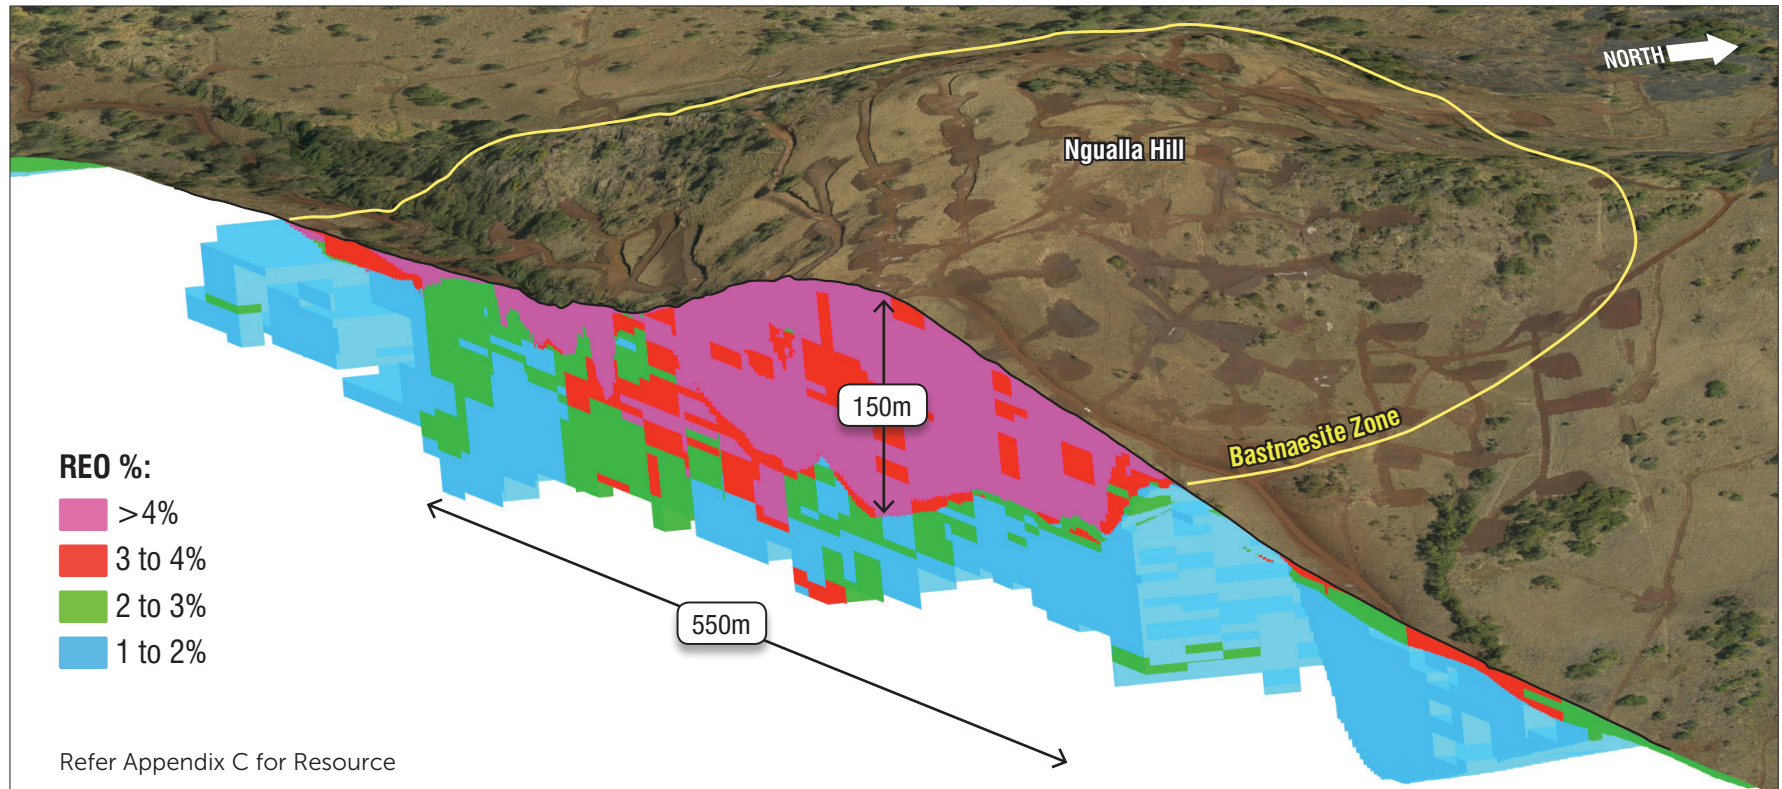 NORTH
Ngualla Hill
150m
Bastnaesite Zone
REO %:
>4%
3 to 4%
2 to 3%
1 to 2%
550m
Refer Appendix C for Resource